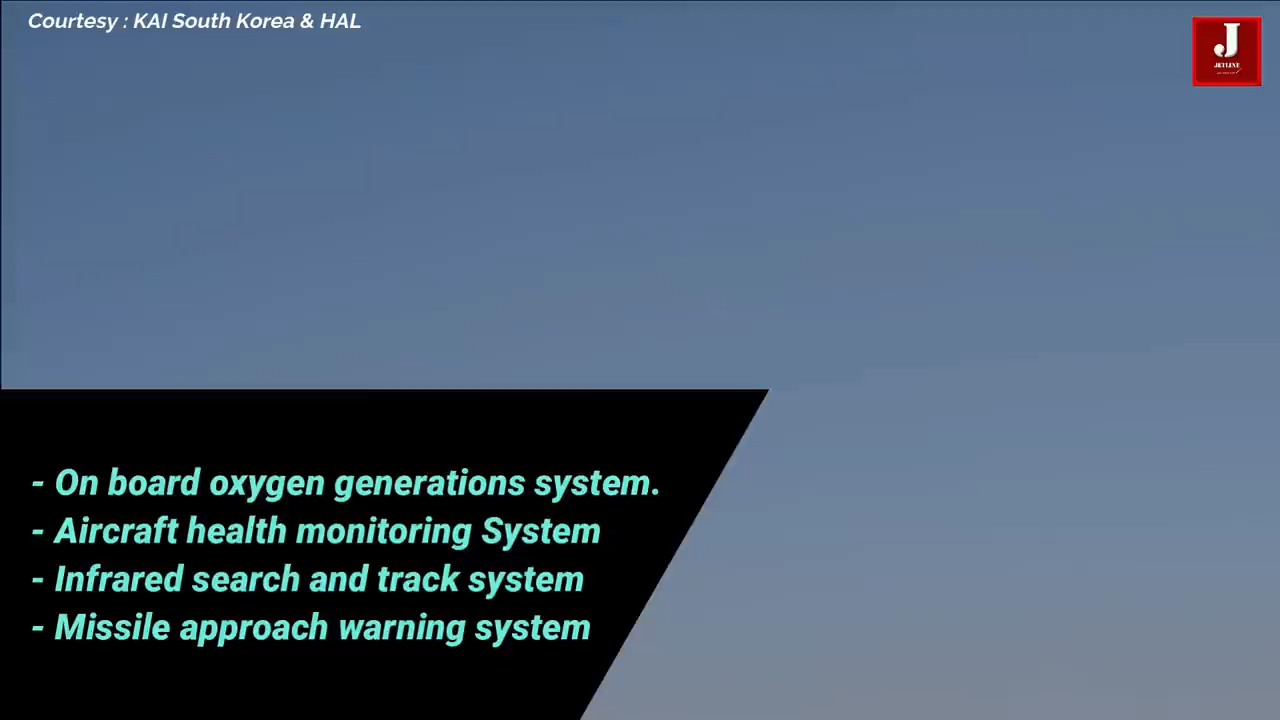 Courtesy : KAI South Korea & HAL
J
JETLINE
- On board oxygen generations system.
- Aircraft health monitoring System
- Infrared search and track system
- Missile approach warning system